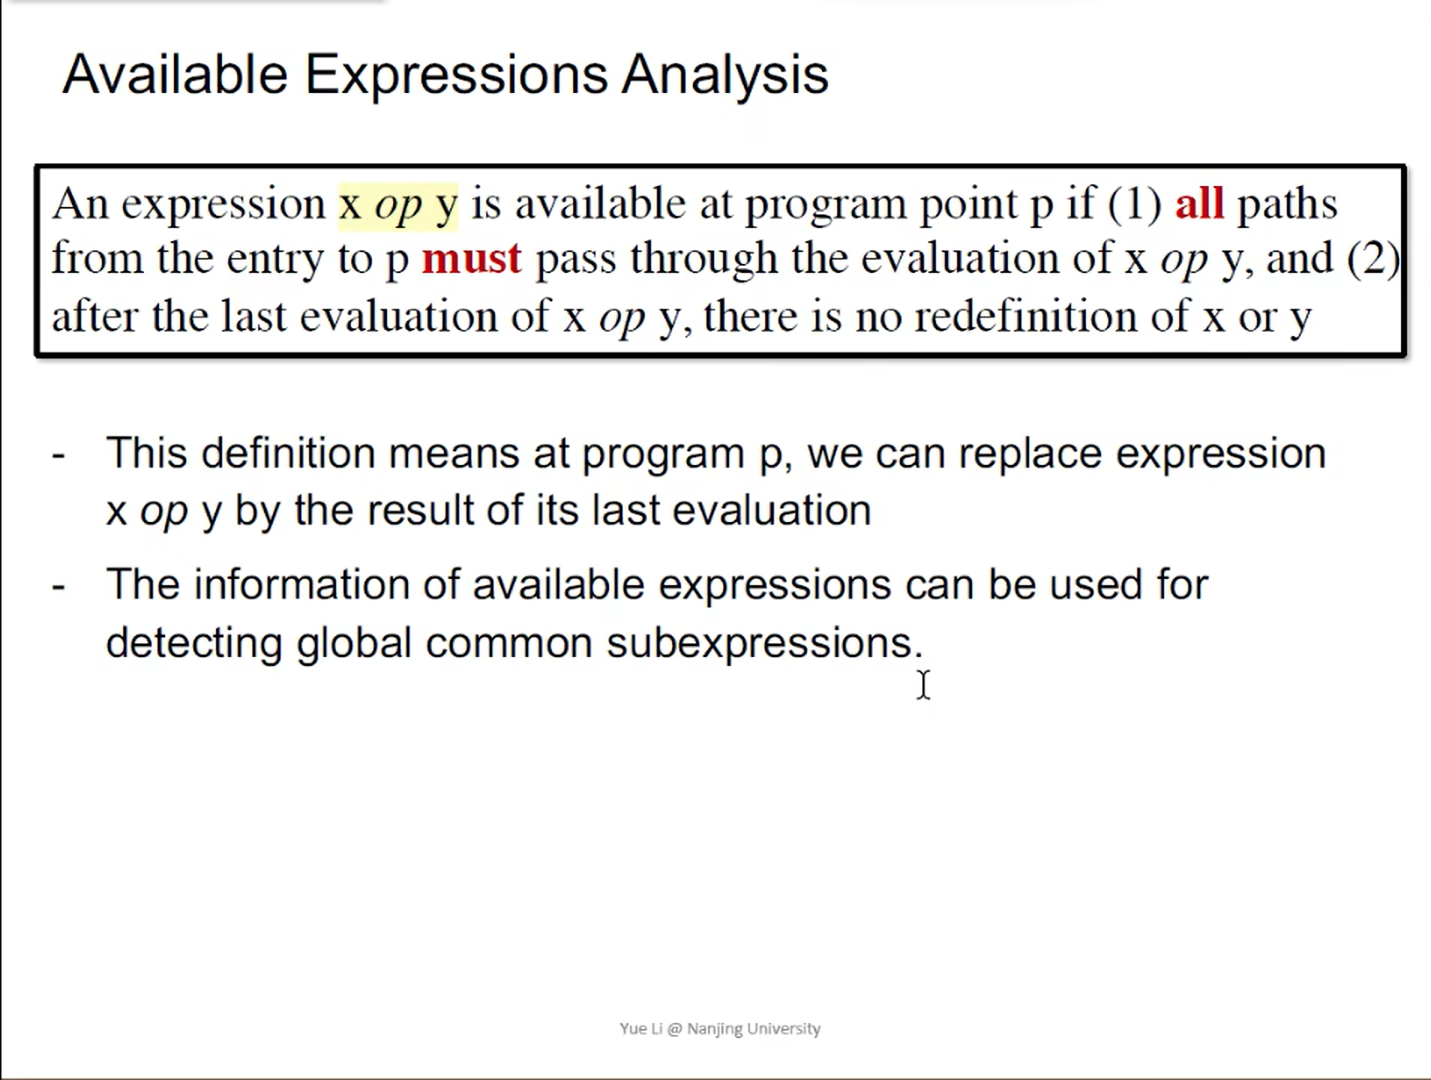 Available Expressions Analysis
An expression x op y is available at program point p if (1) all paths
from the entry to p must pass through the evaluation of x op y, and (2)
after the last evaluation of x op y, there is no redefinition of x or y
- This definition means at program p, we can replace expression
x op y by the result of its last evaluation
- The information of available expressions can be used for
detecting global common subexpressions.
Yue Li @ Nanjing University